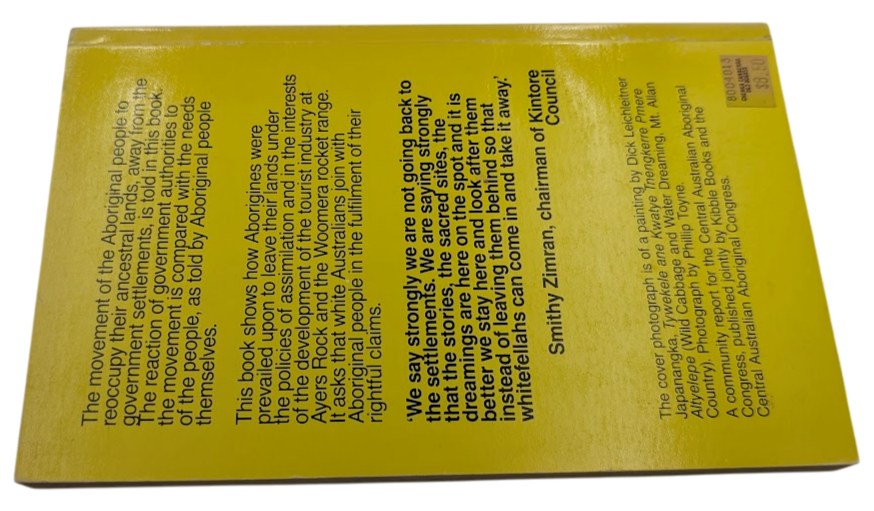 The movement of the Aboriginal people to
reoccupy their ancestral lands, away from the
government settlements, is told in this book.
The reaction of government authorities to
the movement is compared with the needs
of the people, as told by Aboriginal people
themselves.
This book shows how Aborigines were
prevailed upon to leave their lands under
the policies of assimilation and in the interests
of the development of the tourist industry at
Ayers Rock and the Woomera rocket range.
It asks that white Australians join with
Aboriginal people in the fulfilment of their
rightful claims.
'We say strongly we are not going back to
the settlements. We are saying strongly
that the stories, the sacred sites, the
dreamings are here on the spot and it is
better we stay here and look after them
instead of leaving them behind so that
whitefellahs can come in and take it away.'
Smithy Zimran, chairman of Kintore
Council
The cover photograph is of a painting by Dick Leichleitner
Japanangka. Tywekele ane Kwatye Tnengkerre Pmere
Altyelepe (Wild Cabbage and Water Dreaming, Mt. Allan
Country). Photograph by Phillip Toyne.
A community report for the Central Australian Aboriginal
Congress, published jointly by Kibble Books and the
Central Australian Aboriginal Congress.
8004013
$8.50